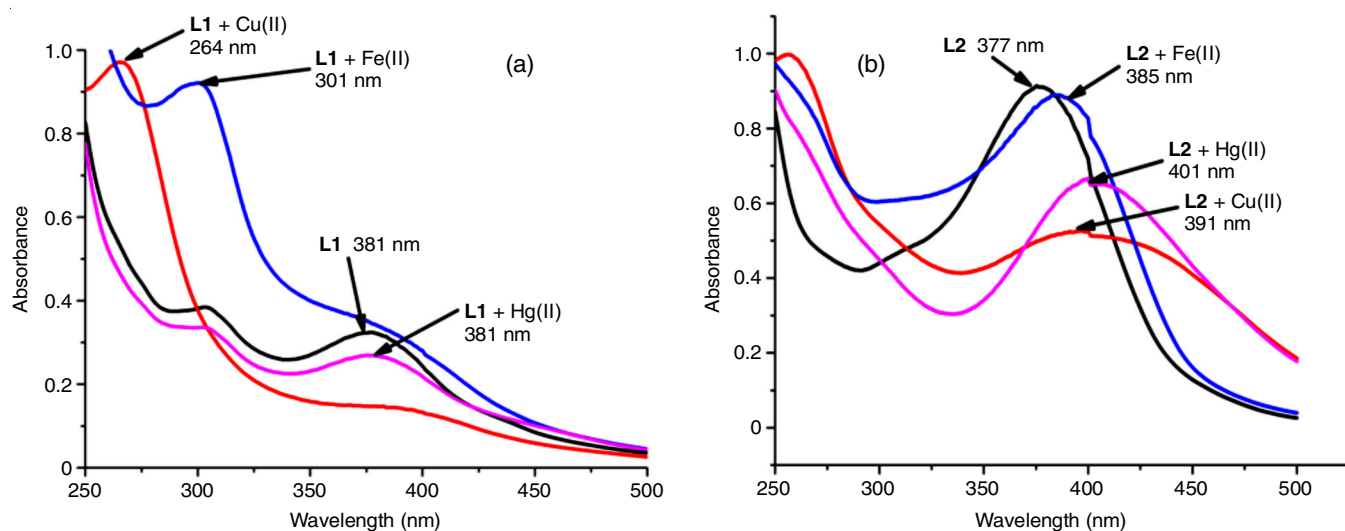 L1 + Cu(II)
264 nm
L1 + Fe(II)
301 nm
(a)
L1 381 nm
L1 + Hg(II)
381 nm
Absorbance
1.0
0.8
0.6
0.4
0.2
0
250 300 350 400 450 500
Wavelength (nm)
L2 377 nm
(b)
L2 + Fe(II)
385 nm
L2 + Hg(II)
401 nm
L2 + Cu(II)
391 nm
Absorbance
1.0
0.8
0.6
0.4
0.2
0
250 300 350 400 450 500
Wavelength (nm)